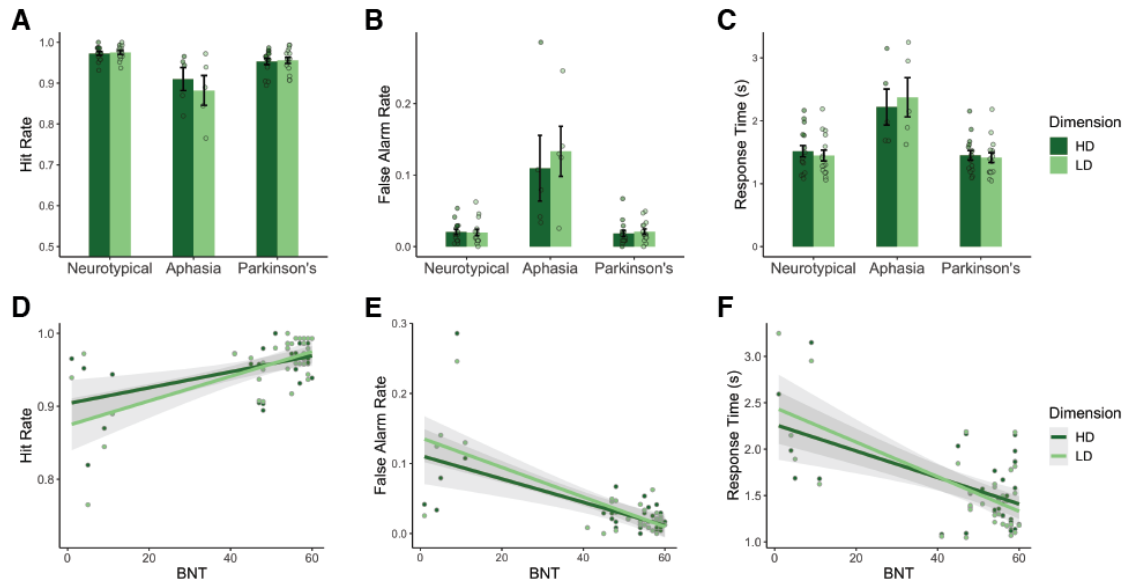 A
B
C
Hit Rate
1.0
0.9
0.8
0.7
0.6
0.5
Neurotypical Aphasia Parkinson's
False Alarm Rate
0.2
0.1
0.0
Neurotypical Aphasia Parkinson's
Response Time (s)
3
2
1
0
Neurotypical Aphasia Parkinson's
Dimension
HD
LD
D
E
F
Hit Rate
1.0
0.9
0.8
0 20 40 60
BNT
False Alarm Rate
0.3
0.2
0.1
0.0
0 20 40 60
BNT
Response Time (s)
3.0
2.5
2.0
1.5
1.0
0 20 40 60
BNT
Dimension
HD
LD